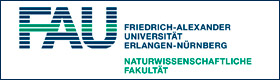 FAU
FRIEDRICH-ALEXANDER
UNIVERSITÄT
ERLANGEN-NÜRNBERG
NATURWISSENSCHAFTLICHE
FAKULTÄT